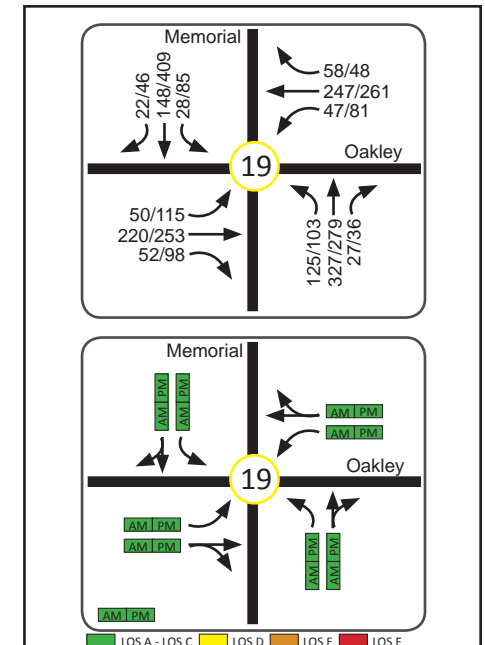 Memorial
22/46
148/409
28/85
58/48
247/261
47/81
Oakley
19
50/115
220/253
52/98
125/103
327/279
27/36
Memorial
AM PM
AM PM
AM PM
AM PM
Oakley
19
AM PM
AM PM
AM PM
AM PM
AM PM
LOS A - LOS C LOS D LOS E LOS F